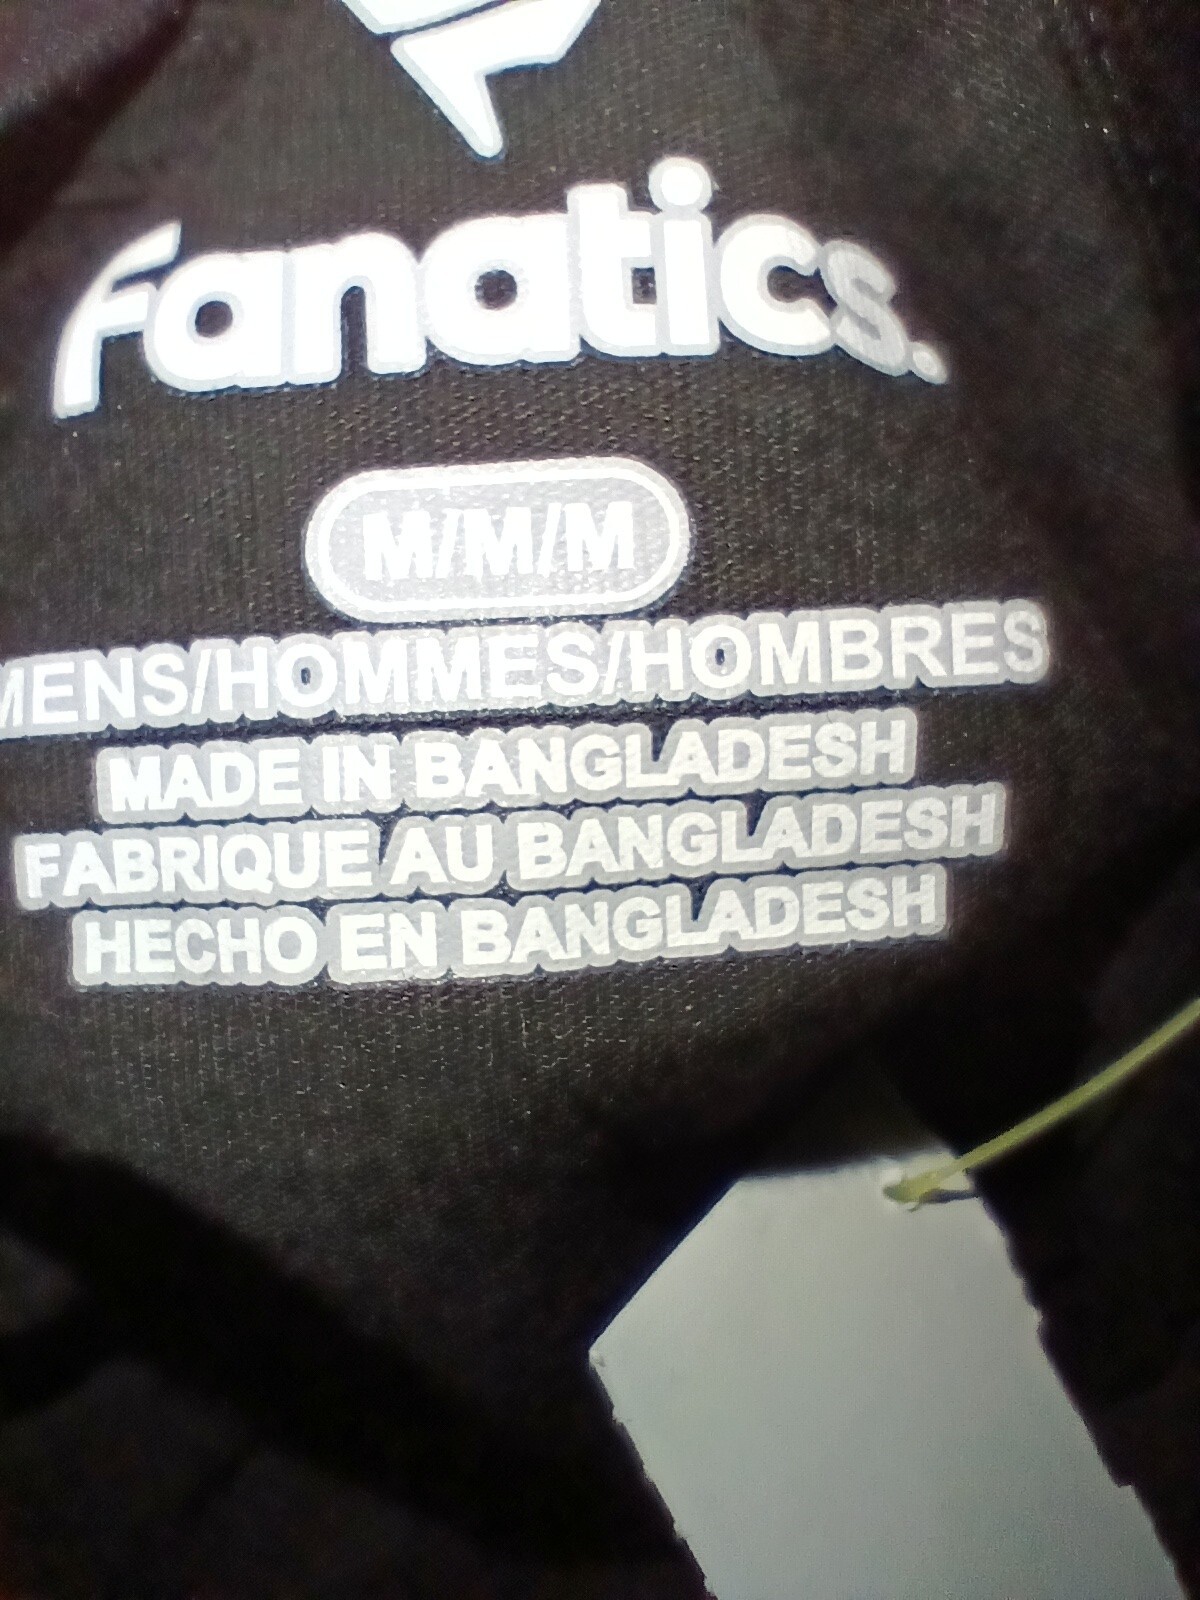 Fanatics.
M/M/M
MENS/HOMMES/HOMBRES
MADE IN BANGLADESH
FABRIQUE AU BANGLADESH
HECHO EN BANGLADESH